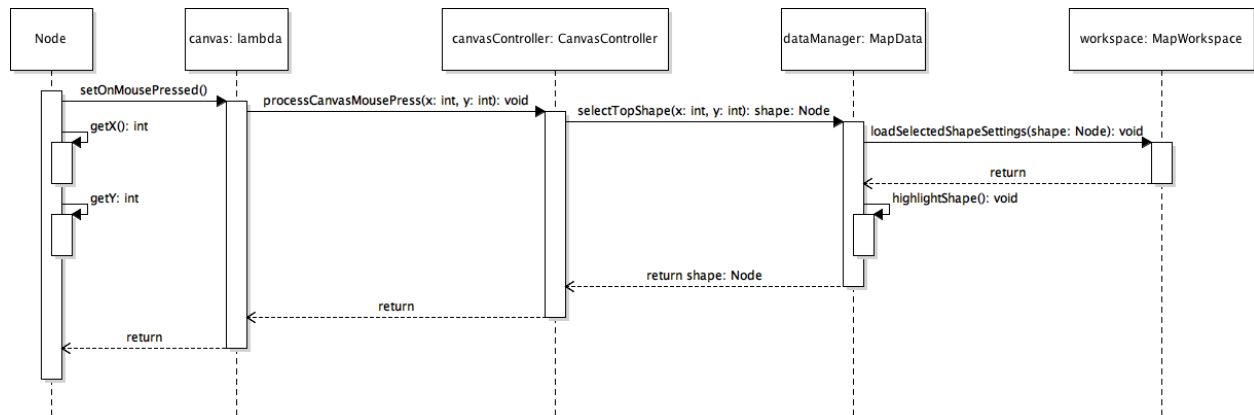 Node
canvas: lambda
canvasController: CanvasController
dataManager: MapData
workspace: MapWorkspace
setOnMousePressed()
processCanvasMousePress(x: int, y: int): void
selectTopShape(x: int, y: int): shape: Node
getX(): int
loadSelectedShapeSettings(shape: Node): void
return
getY: int
highlightShape(): void
return shape: Node
return
return